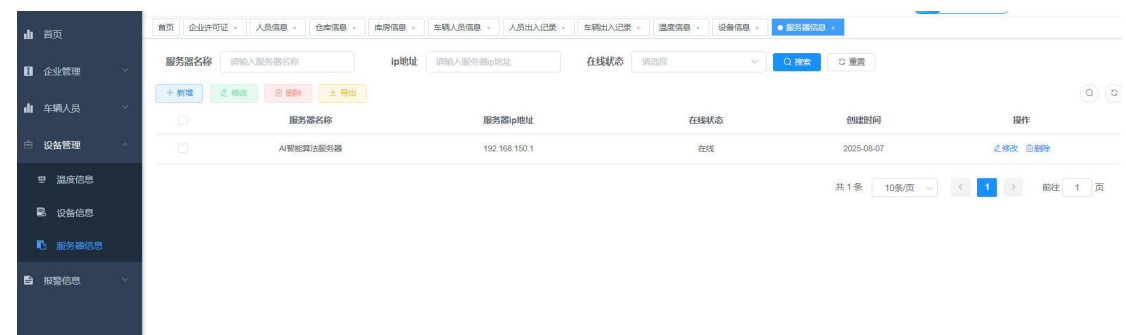 首页
企业管理
车辆人员
设备管理
温度信息
设备信息
服务器信息
报警信息
首页 企业许可证 × 人员信息 × 仓库信息 × 库房信息 × 车辆人员信息 × 人员出入记录 × 车辆出入记录 × 温度信息 × 设备信息 × 服务器信息 ×
服务器名称 请输入服务器名称 ip地址 请输入服务器ip地址 在线状态 请选择 搜索 重置
+ 新增 修改 删除 导出
服务器名称 服务器ip地址 在线状态 创建时间 操作
AI智能算法服务器 192.168.150.1 在线 2025-08-07 修改 删除
共 1 条 10条/页 < 1 > 前往 1 页